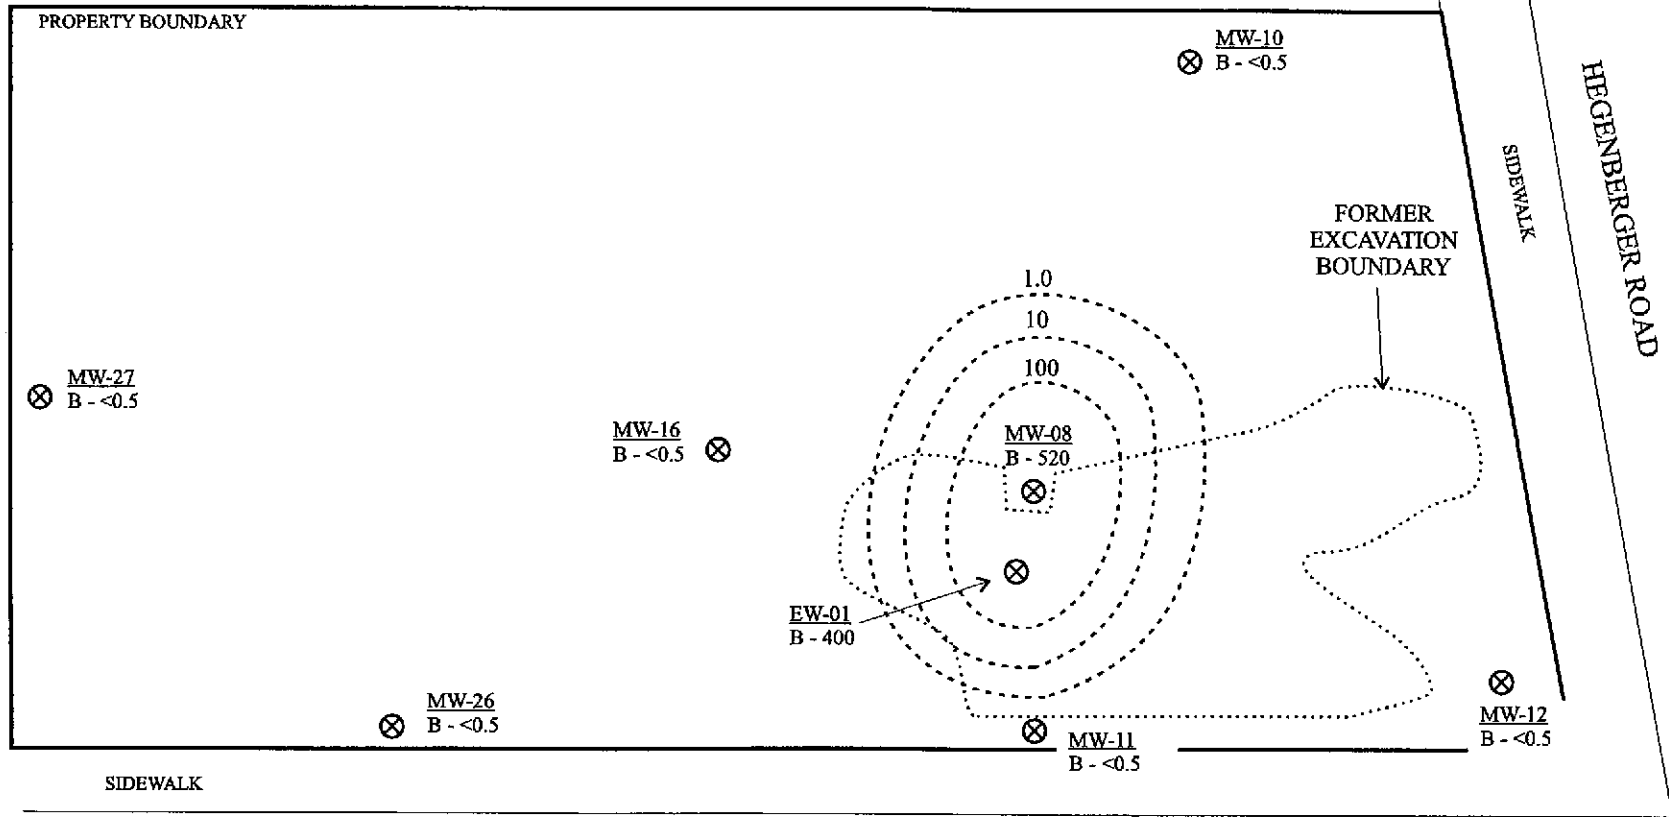 PROPERTY BOUNDARY
MW-10
B - <0.5
HEGENBERGER ROAD
SIDEWALK
FORMER
EXCAVATION
BOUNDARY
1.0
10
100
MW-27
B - <0.5
MW-16
B - <0.5
MW-08
B - 520
EW-01
B - 400
MW-26
B - <0.5
MW-12
B - <0.5
MW-11
B - <0.5
SIDEWALK